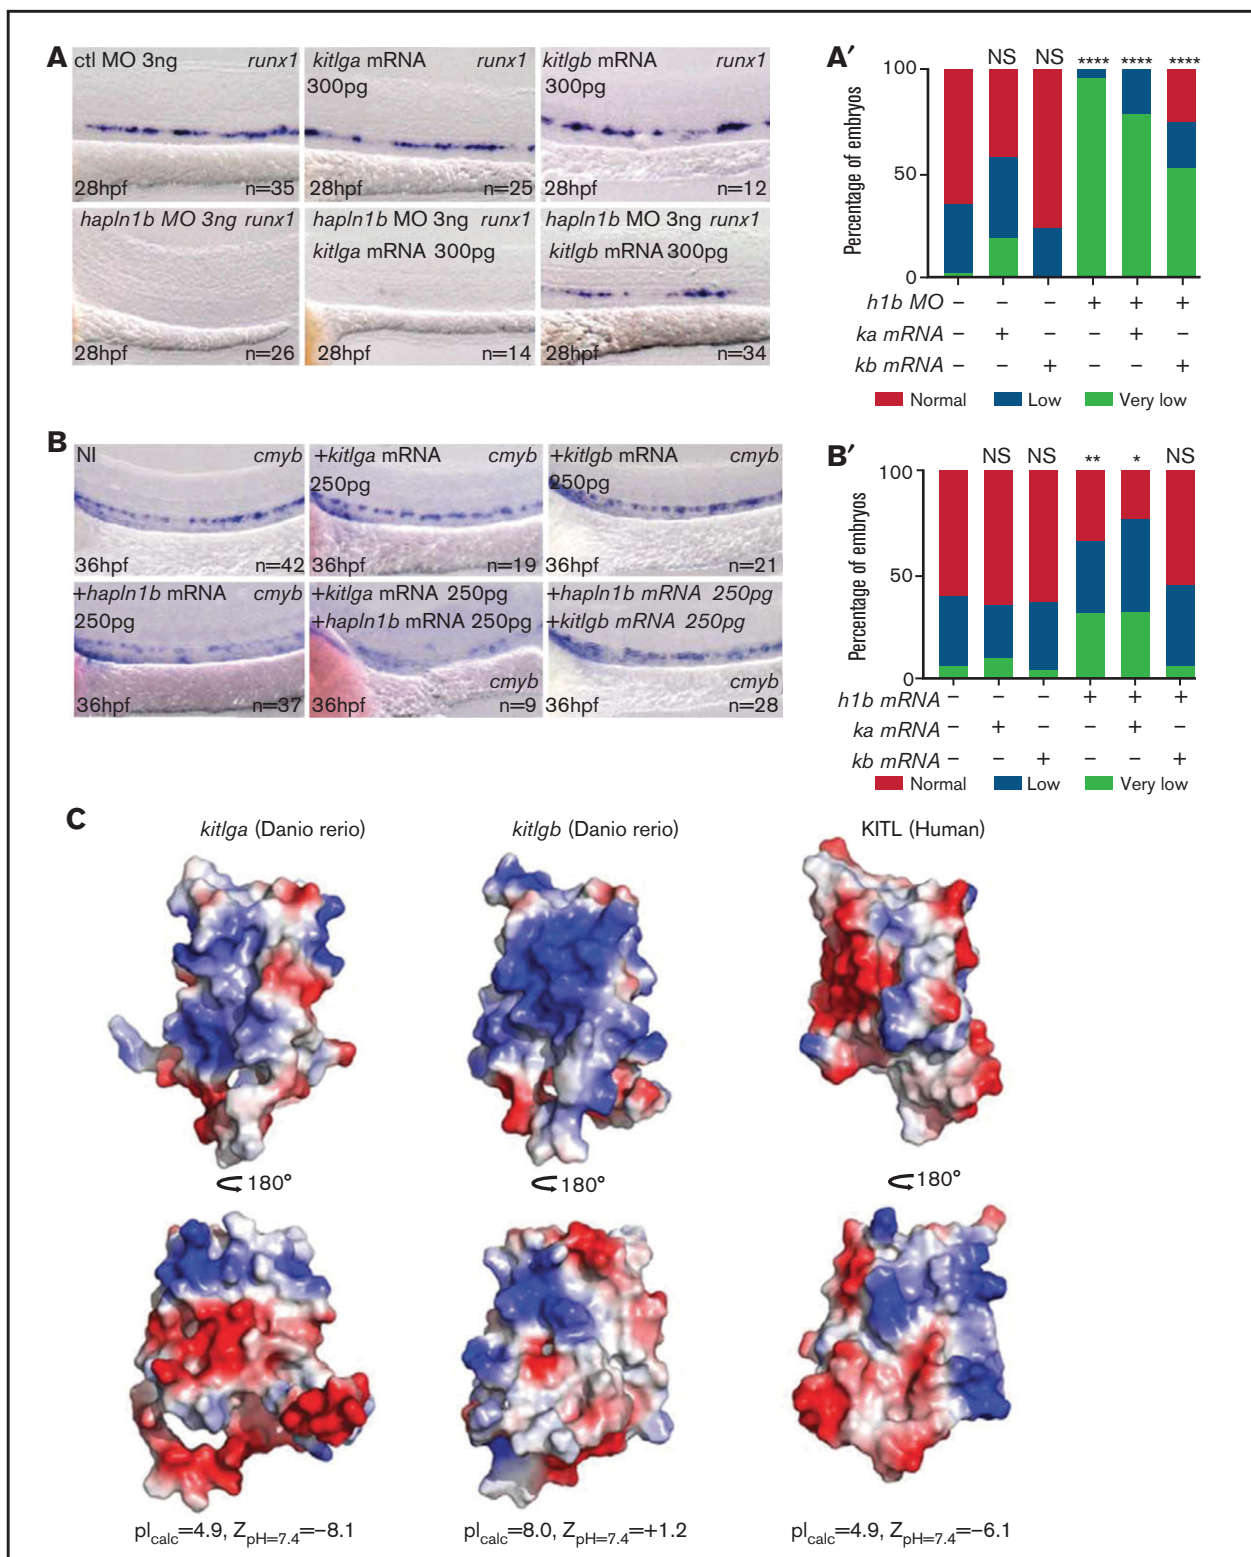 A
ctl MO 3ng runx1
28hpf n=35
kitlga mRNA runx1
300pg
28hpf n=25
kitlgb mRNA runx1
300pg
28hpf n=12
hapln1b MO 3ng runx1
28hpf n=26
hapln1b MO 3ng runx1
kitlga mRNA 300pg
28hpf n=14
hapln1b MO 3ng runx1
kitlgb mRNA 300pg
28hpf n=34
A′
NS NS **** **** ****
Percentage of embryos
100
50
0
h1b MO – – – + + +
ka mRNA – + – – + –
kb mRNA – – + – – +
Normal Low Very low
B
NI cmyb
36hpf n=42
+kitlga mRNA cmyb
250pg
36hpf n=19
+kitlgb mRNA cmyb
250pg
36hpf n=21
+hapln1b mRNA cmyb
250pg
36hpf n=37
+kitlga mRNA 250pg
+hapln1b mRNA 250pg
cmyb
36hpf n=9
+hapln1b mRNA 250pg
+kitlgb mRNA 250pg
cmyb
36hpf n=28
B′
NS NS ** * NS
Percentage of embryos
100
50
0
h1b mRNA – – – + + +
ka mRNA – + – – + –
kb mRNA – – + – – +
Normal Low Very low
C
kitlga (Danio rerio) kitlgb (Danio rerio) KITL (Human)
180° 180° 180°
pIcalc=4.9, ZpH=7.4=−8.1 pIcalc=8.0, ZpH=7.4=+1.2 pIcalc=4.9, ZpH=7.4=−6.1